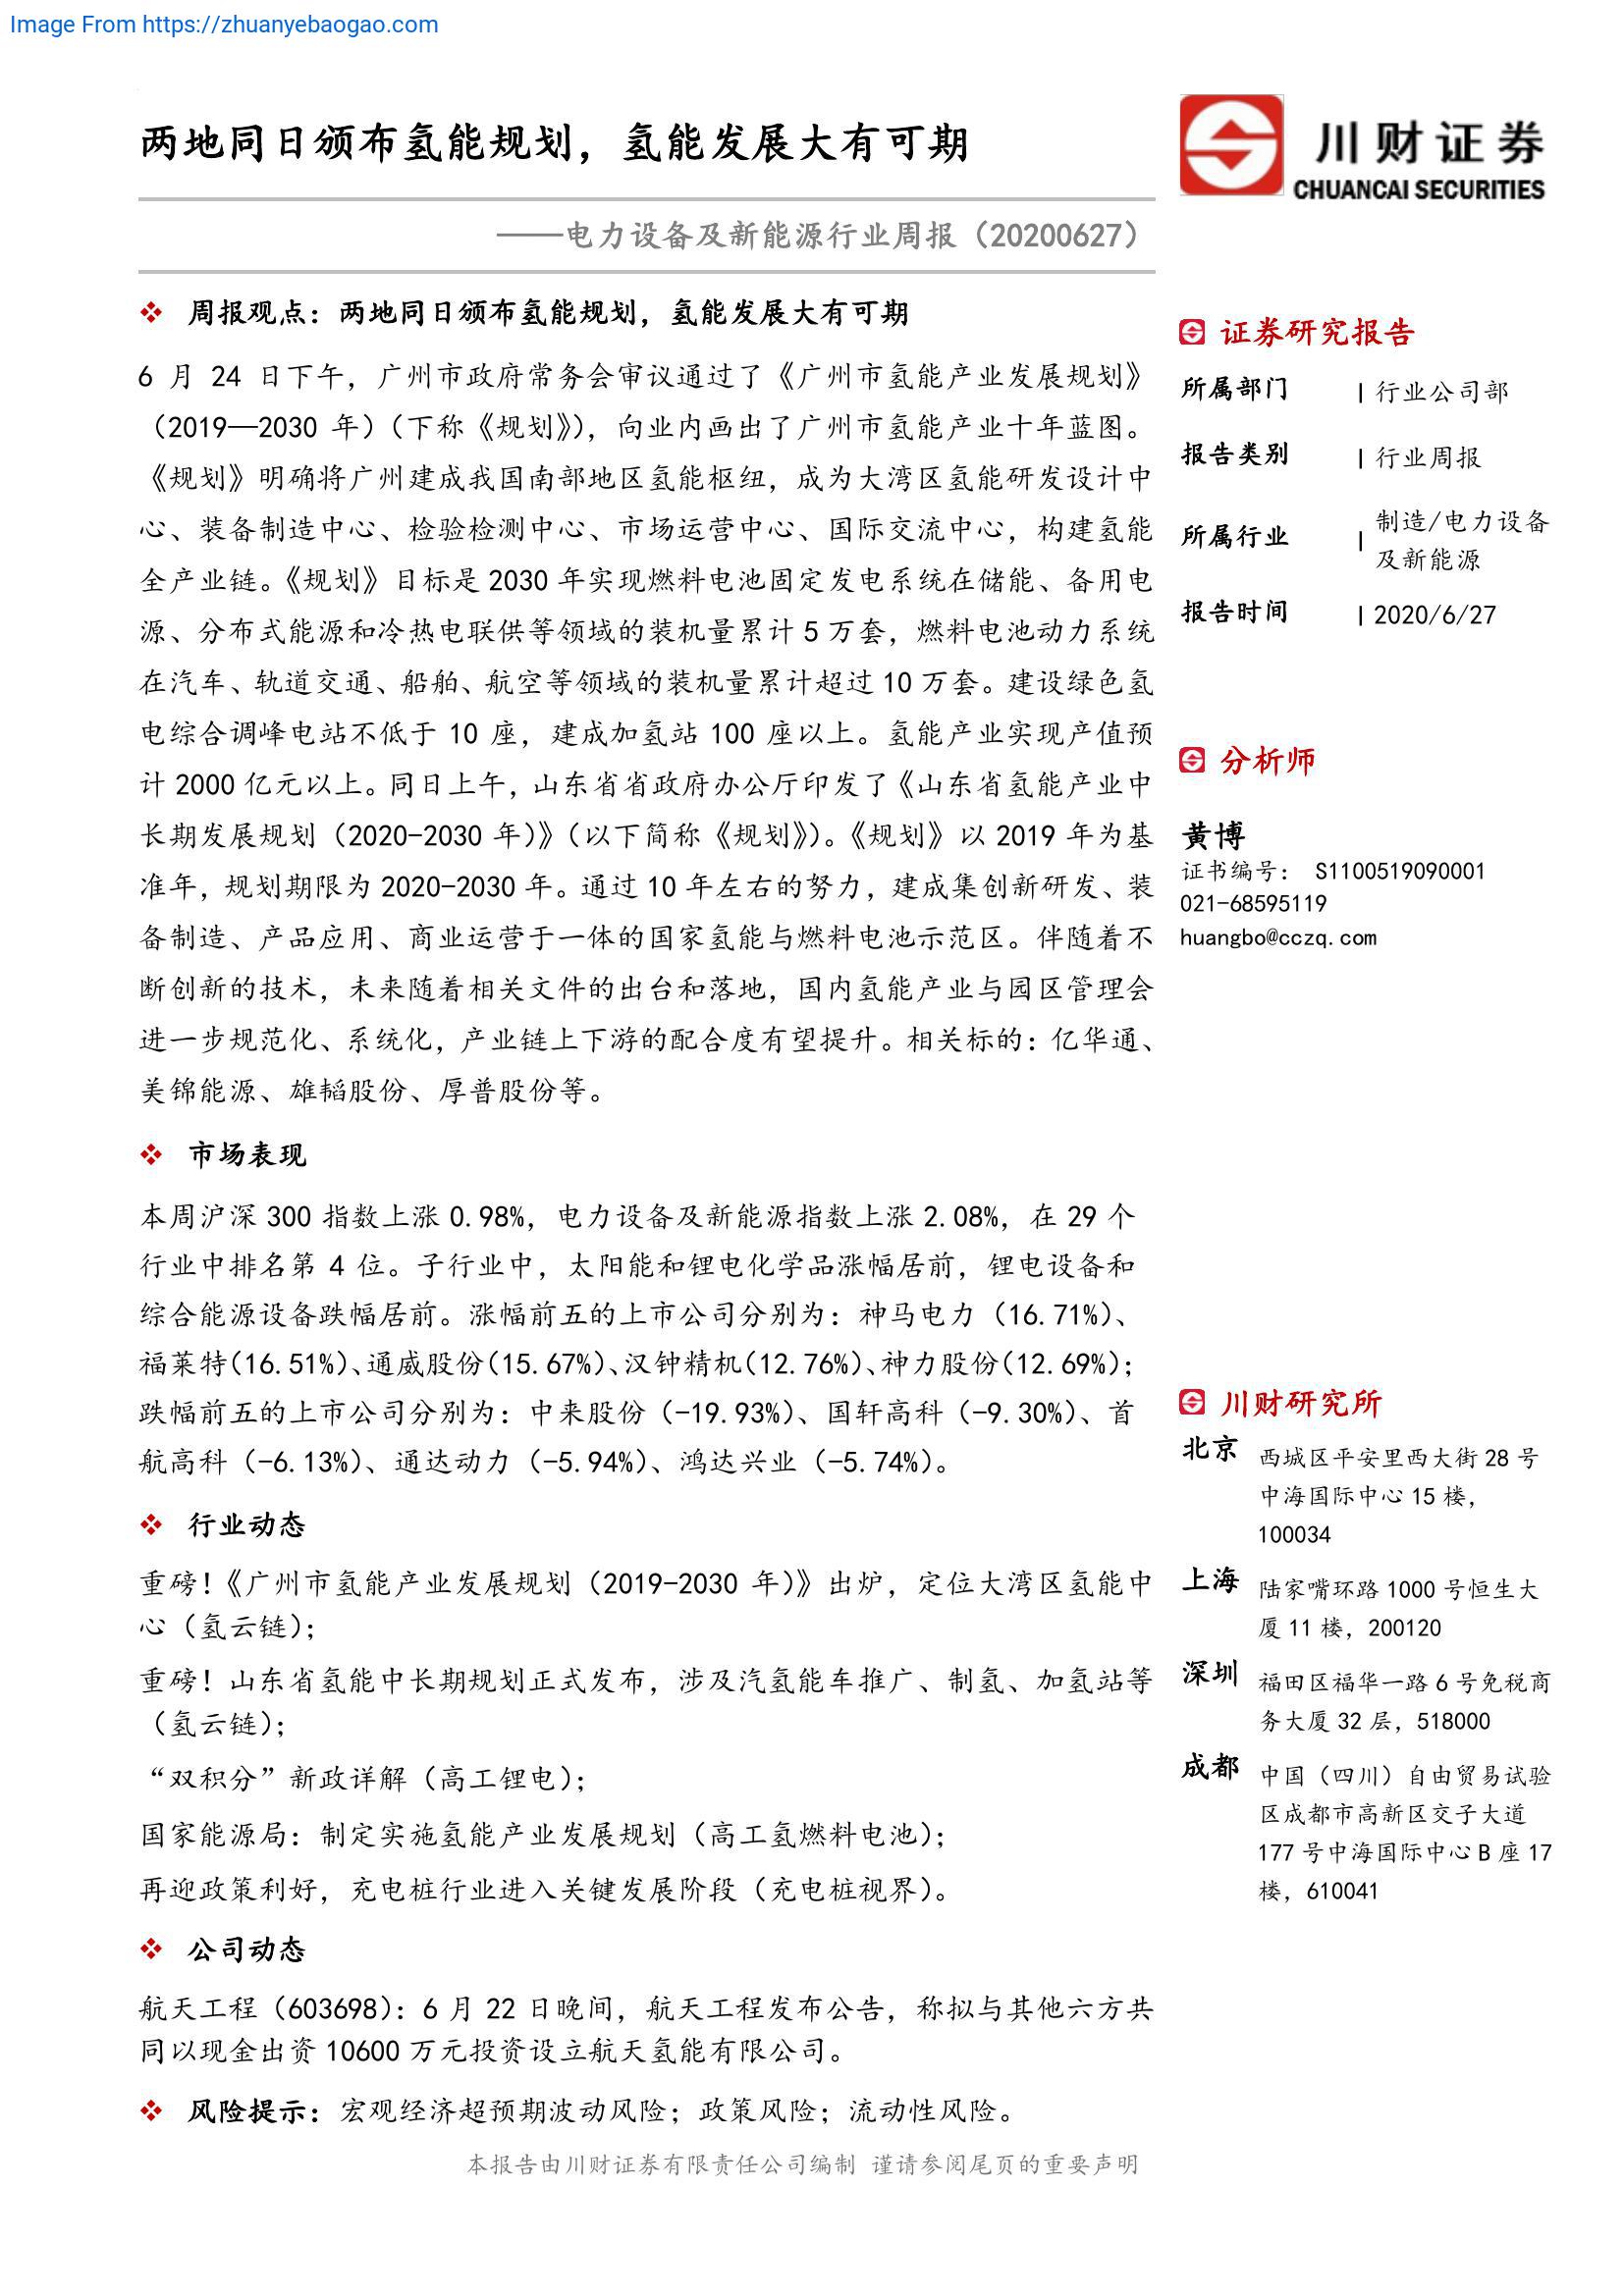 Image From https://zhuanyebaogao.com
两地同日颁布氢能规划，氢能发展大有可期
川财证券
CHUANCAI SECURITIES
——电力设备及新能源行业周报（20200627）
❖ 周报观点：两地同日颁布氢能规划，氢能发展大有可期
6 月 24 日下午，广州市政府常务会审议通过了《广州市氢能产业发展规划》
（2019—2030 年）（下称《规划》），向业内画出了广州市氢能产业十年蓝图。
《规划》明确将广州建成我国南部地区氢能枢纽，成为大湾区氢能研发设计中
心、装备制造中心、检验检测中心、市场运营中心、国际交流中心，构建氢能
全产业链。《规划》目标是 2030 年实现燃料电池固定发电系统在储能、备用电
源、分布式能源和冷热电联供等领域的装机量累计 5 万套，燃料电池动力系统
在汽车、轨道交通、船舶、航空等领域的装机量累计超过 10 万套。建设绿色氢
电综合调峰电站不低于 10 座，建成加氢站 100 座以上。氢能产业实现产值预
计 2000 亿元以上。同日上午，山东省省政府办公厅印发了《山东省氢能产业中
长期发展规划（2020-2030 年）》（以下简称《规划》）。《规划》以 2019 年为基
准年，规划期限为 2020-2030 年。通过 10 年左右的努力，建成集创新研发、装
备制造、产品应用、商业运营于一体的国家氢能与燃料电池示范区。伴随着不
断创新的技术，未来随着相关文件的出台和落地，国内氢能产业与园区管理会
进一步规范化、系统化，产业链上下游的配合度有望提升。相关标的：亿华通、
美锦能源、雄韬股份、厚普股份等。
❖ 市场表现
本周沪深 300 指数上涨 0.98%，电力设备及新能源指数上涨 2.08%，在 29 个
行业中排名第 4 位。子行业中，太阳能和锂电化学品涨幅居前，锂电设备和
综合能源设备跌幅居前。涨幅前五的上市公司分别为：神马电力（16.71%）、
福莱特(16.51%)、通威股份(15.67%)、汉钟精机(12.76%)、神力股份(12.69%)；
跌幅前五的上市公司分别为：中来股份（-19.93%）、国轩高科（-9.30%）、首
航高科（-6.13%）、通达动力（-5.94%）、鸿达兴业（-5.74%）。
❖ 行业动态
重磅！《广州市氢能产业发展规划（2019-2030 年）》出炉，定位大湾区氢能中
心（氢云链）；
重磅！山东省氢能中长期规划正式发布，涉及汽氢能车推广、制氢、加氢站等
（氢云链）；
“双积分”新政详解（高工锂电）；
国家能源局：制定实施氢能产业发展规划（高工氢燃料电池）；
再迎政策利好，充电桩行业进入关键发展阶段（充电桩视界）。
❖ 公司动态
航天工程（603698）：6 月 22 日晚间，航天工程发布公告，称拟与其他六方共
同以现金出资 10600 万元投资设立航天氢能有限公司。
❖ 风险提示：宏观经济超预期波动风险；政策风险；流动性风险。
证券研究报告
所属部门 | 行业公司部
报告类别 | 行业周报
所属行业 | 制造/电力设备
及新能源
报告时间 | 2020/6/27
分析师
黄博
证书编号： S1100519090001
021-68595119
huangbo@cczq.com
川财研究所
北京 西城区平安里西大街 28 号
中海国际中心 15 楼，
100034
上海 陆家嘴环路 1000 号恒生大
厦 11 楼，200120
深圳 福田区福华一路 6 号免税商
务大厦 32 层，518000
成都 中国（四川）自由贸易试验
区成都市高新区交子大道
177 号中海国际中心 B 座 17
楼，610041
本报告由川财证券有限责任公司编制 谨请参阅尾页的重要声明